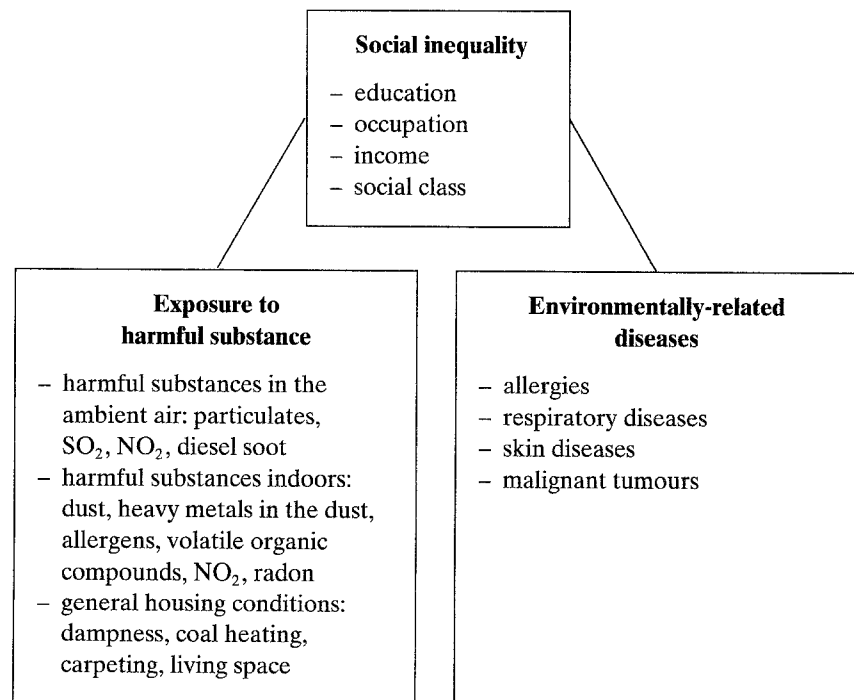 Social inequality
– education
– occupation
– income
– social class
Exposure to
harmful substance
– harmful substances in the
ambient air: particulates,
SO₂, NO₂, diesel soot
– harmful substances indoors:
dust, heavy metals in the dust,
allergens, volatile organic
compounds, NO₂, radon
– general housing conditions:
dampness, coal heating,
carpeting, living space
Environmentally-related
diseases
– allergies
– respiratory diseases
– skin diseases
– malignant tumours